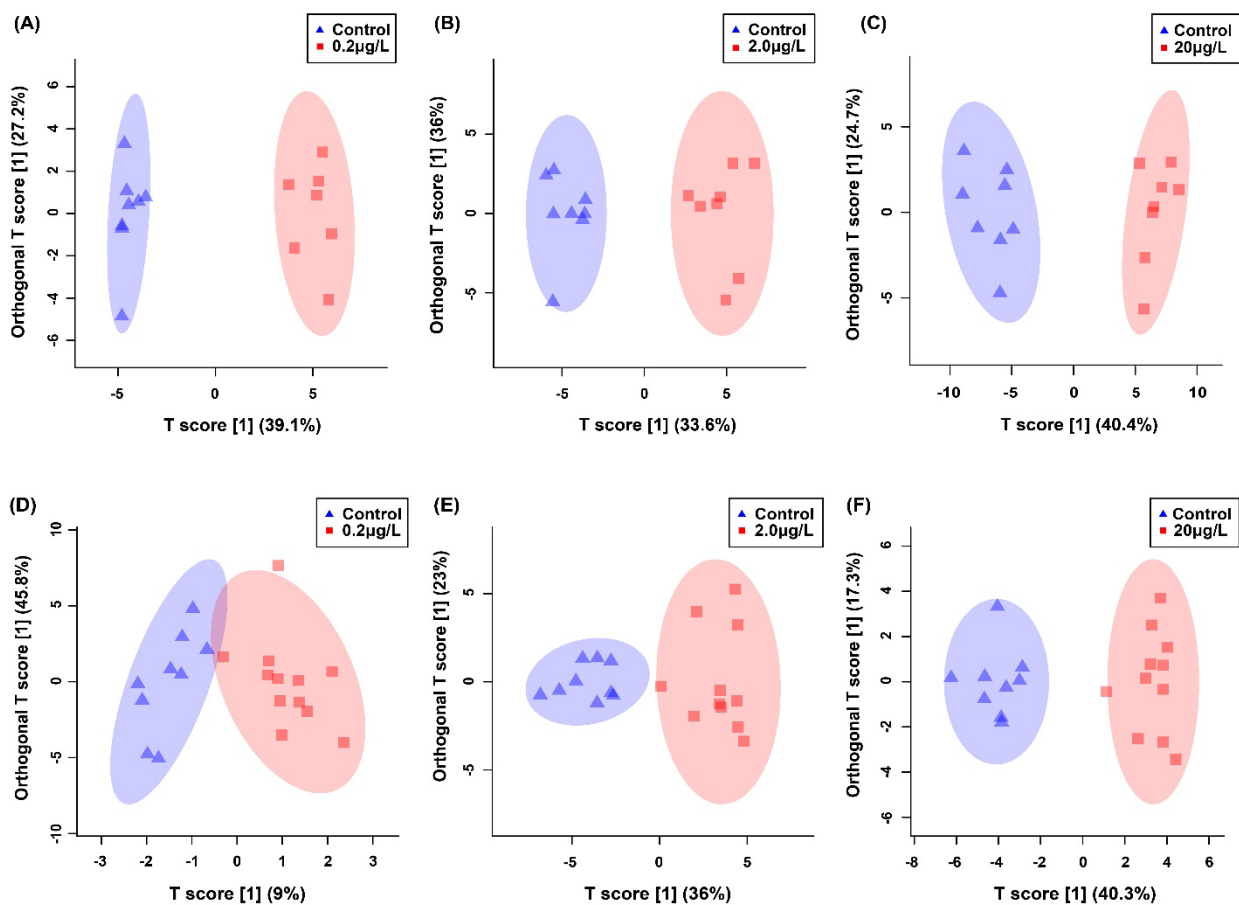 (A)
Control
0.2µg/L
Orthogonal T score [1] (27.2%)
6
4
2
0
-2
-4
-6
-5
0
5
T score [1] (39.1%)
(B)
Control
2.0µg/L
Orthogonal T score [1] (36%)
5
0
-5
-5
0
5
T score [1] (33.6%)
(C)
Control
20µg/L
Orthogonal T score [1] (24.7%)
5
0
-5
-10
-5
0
5
10
T score [1] (40.4%)
(D)
Control
0.2µg/L
Orthogonal T score [1] (45.8%)
10
5
0
-5
-10
-3
-2
-1
0
1
2
3
T score [1] (9%)
(E)
Control
2.0µg/L
Orthogonal T score [1] (23%)
5
0
-5
-5
0
5
T score [1] (36%)
(F)
Control
20µg/L
Orthogonal T score [1] (17.3%)
6
4
2
0
-2
-4
-6
-8
-6
-4
-2
0
2
4
6
T score [1] (40.3%)